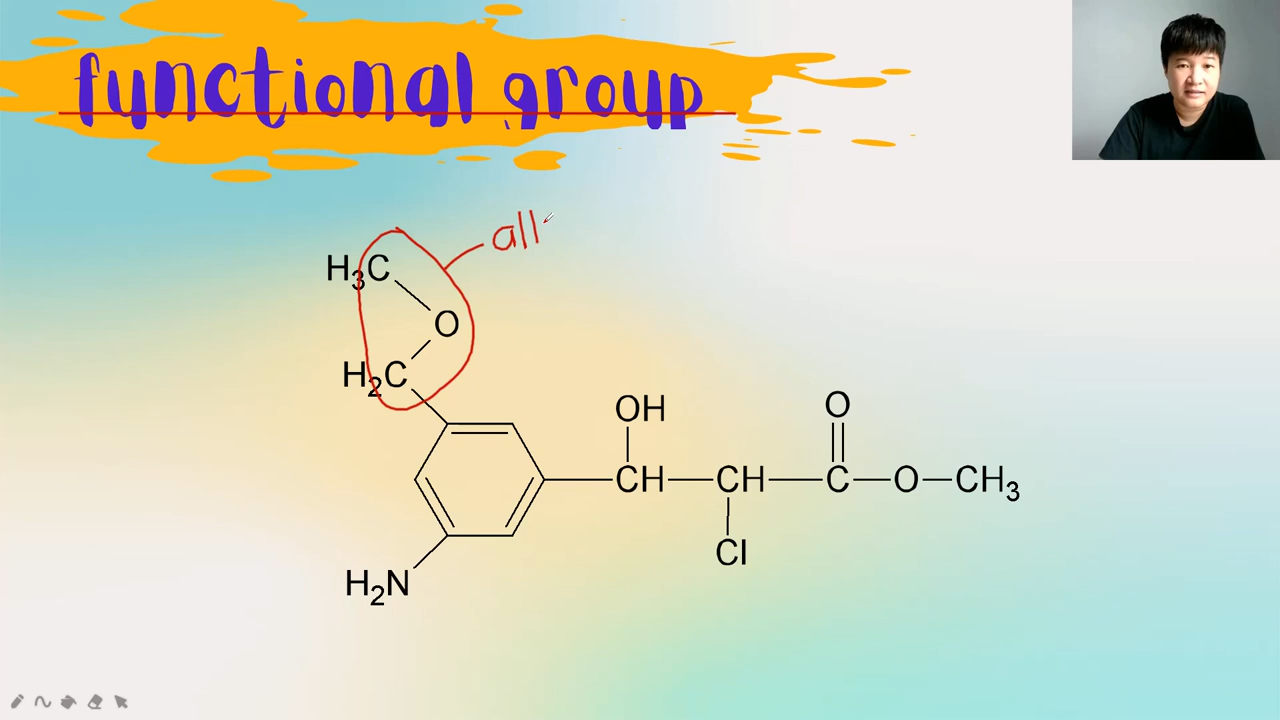 functional group
all
H₃C
O
H₂C
OH
O
CH
CH
C
O
CH₃
Cl
H₂N